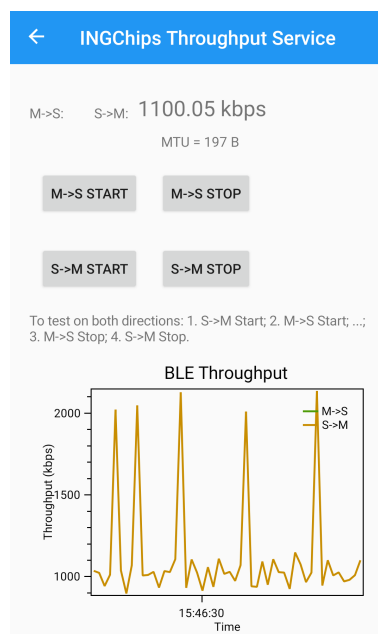 INGChips Throughput Service
M->S: S->M: 1100.05 kbps
MTU = 197 B
M->S START M->S STOP
S->M START S->M STOP
To test on both directions: 1. S->M Start; 2. M->S Start; ...;
3. M->S Stop; 4. S->M Stop.
BLE Throughput
M->S
S->M
2000
1500
1000
Throughput (kbps)
15:46:30
Time